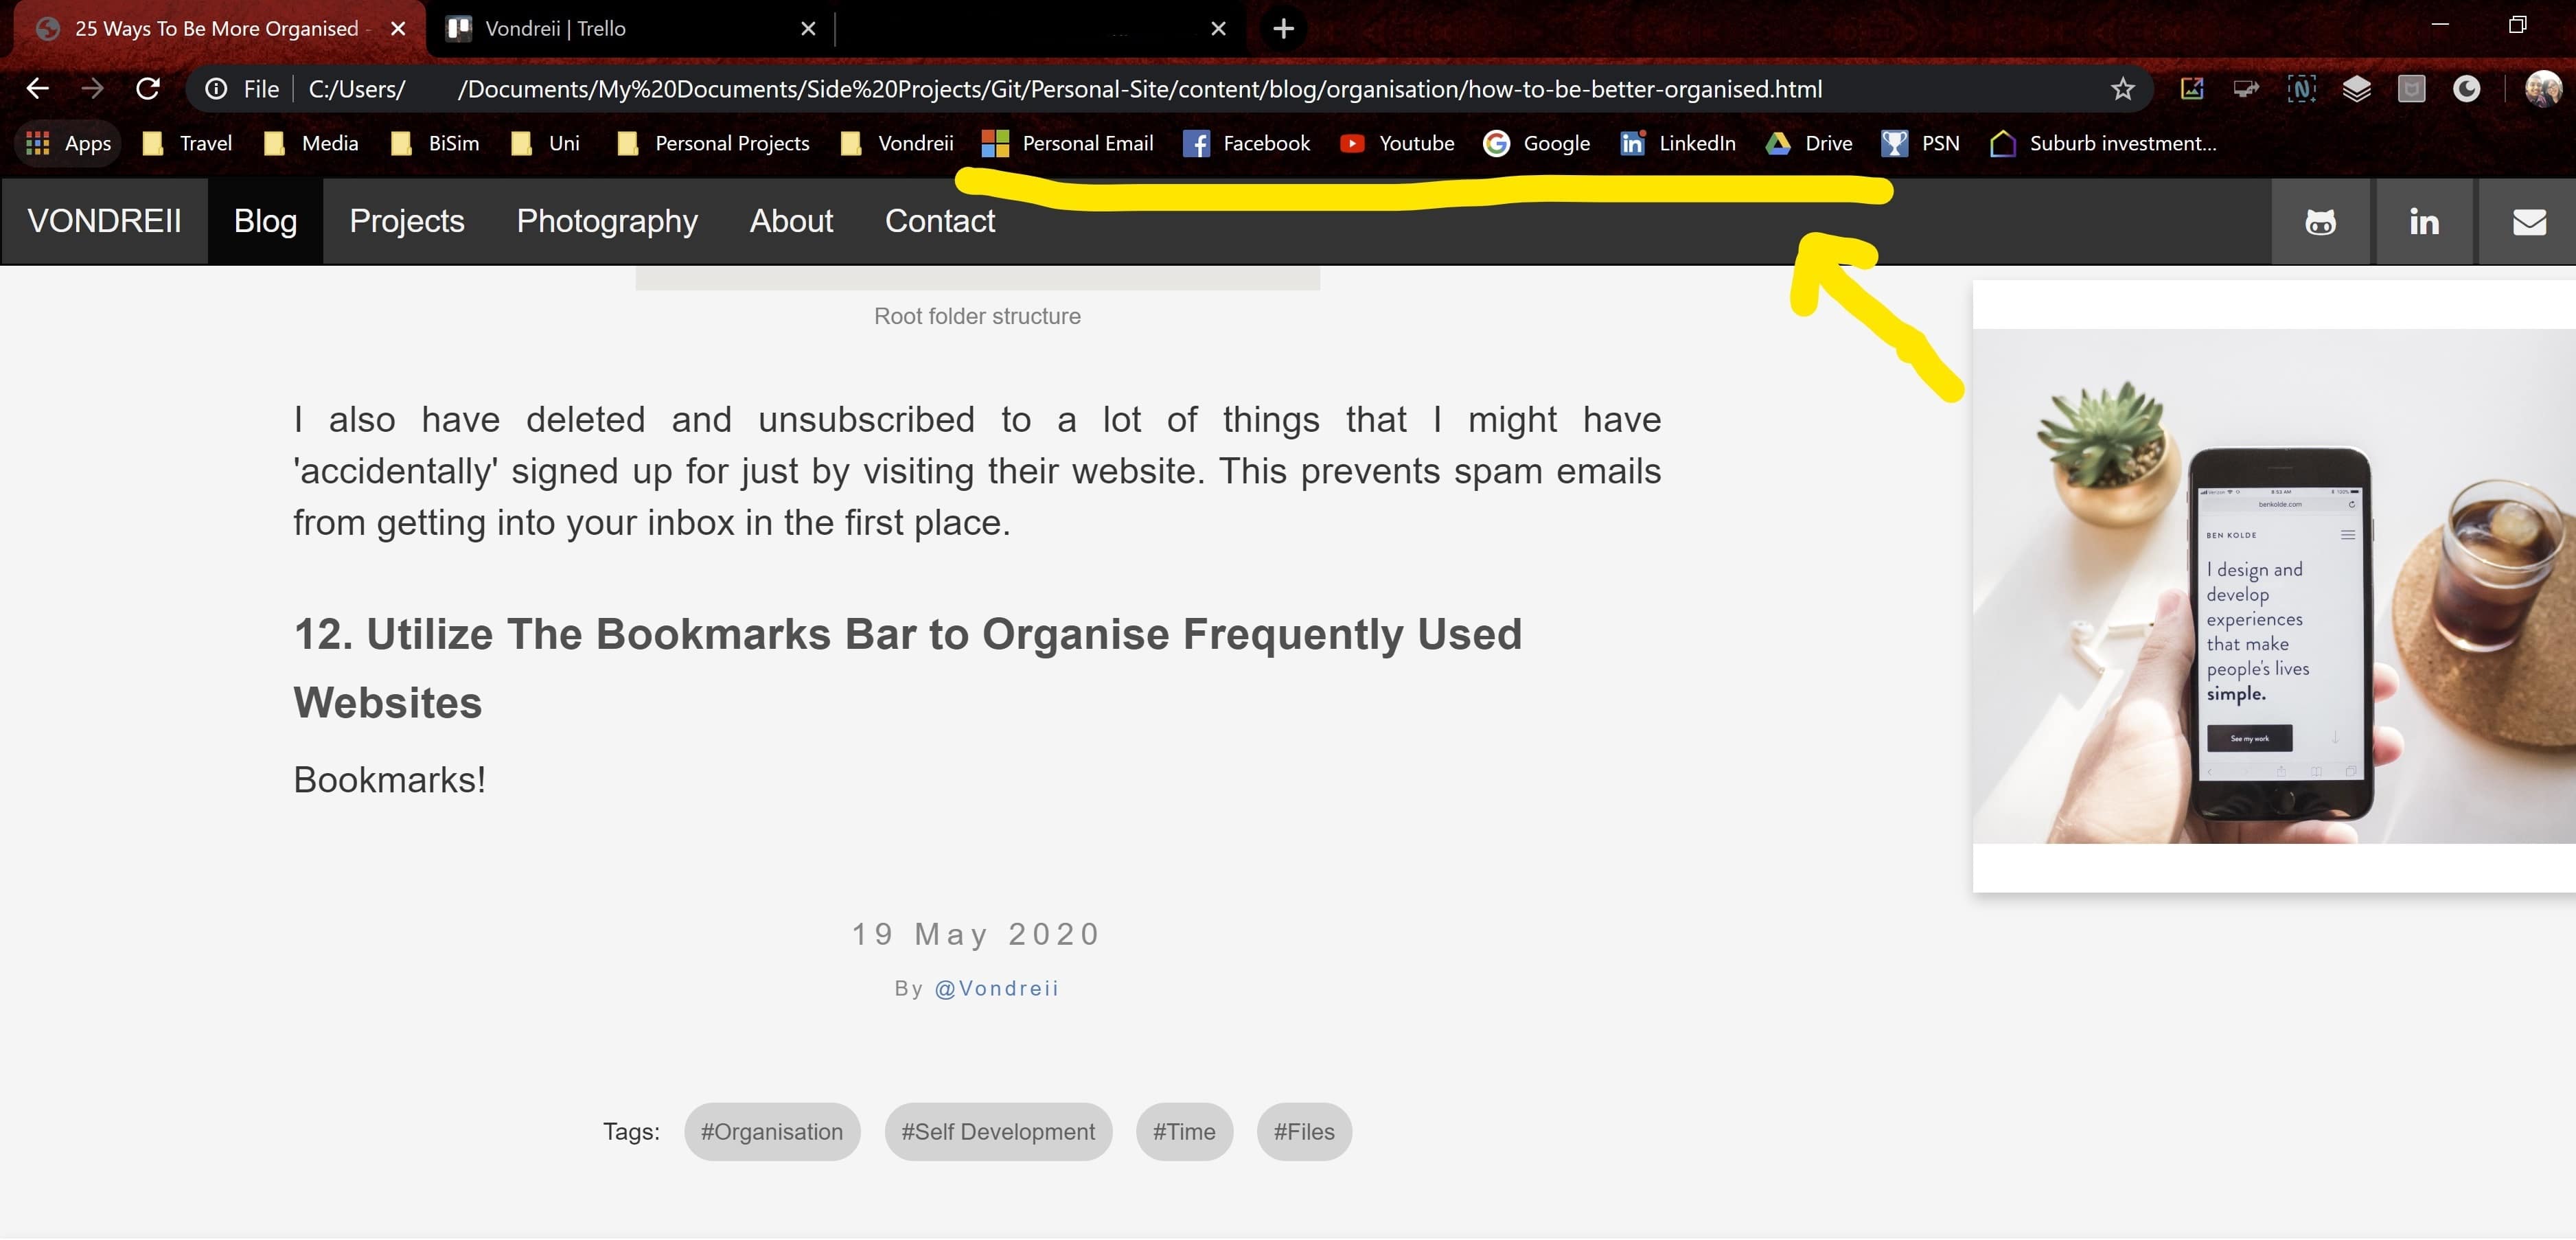 25 Ways To Be More Organised -
Vondreii | Trello
File C:/Users/ /Documents/My%20Documents/Side%20Projects/Git/Personal-Site/content/blog/organisation/how-to-be-better-organised.html
Apps Travel Media BiSim Uni Personal Projects Vondreii Personal Email Facebook Youtube Google LinkedIn Drive PSN Suburb investment...
VONDREII Blog Projects Photography About Contact
Root folder structure
I also have deleted and unsubscribed to a lot of things that I might have
'accidentally' signed up for just by visiting their website. This prevents spam emails
from getting into your inbox in the first place.
12. Utilize The Bookmarks Bar to Organise Frequently Used
Websites
Bookmarks!
19 May 2020
By @Vondreii
Tags: #Organisation #Self Development #Time #Files
benkolde.com
BEN KOLDE
I design and
develop
experiences
that make
people's lives
simple.
See my work